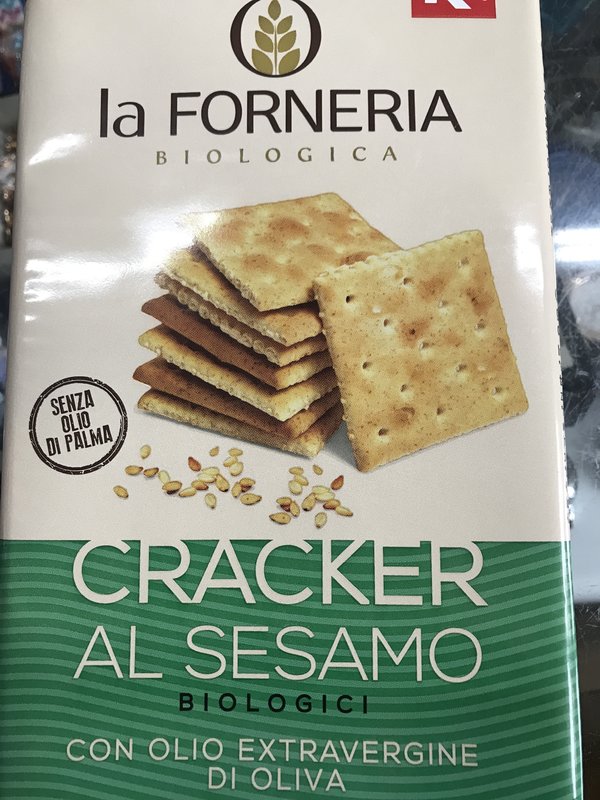 la FORNERIA
BIOLOGICA
SENZA
OLIO
DI PALMA
CRACKER
AL SESAMO
BIOLOGICI
CON OLIO EXTRAVERGINE
DI OLIVA